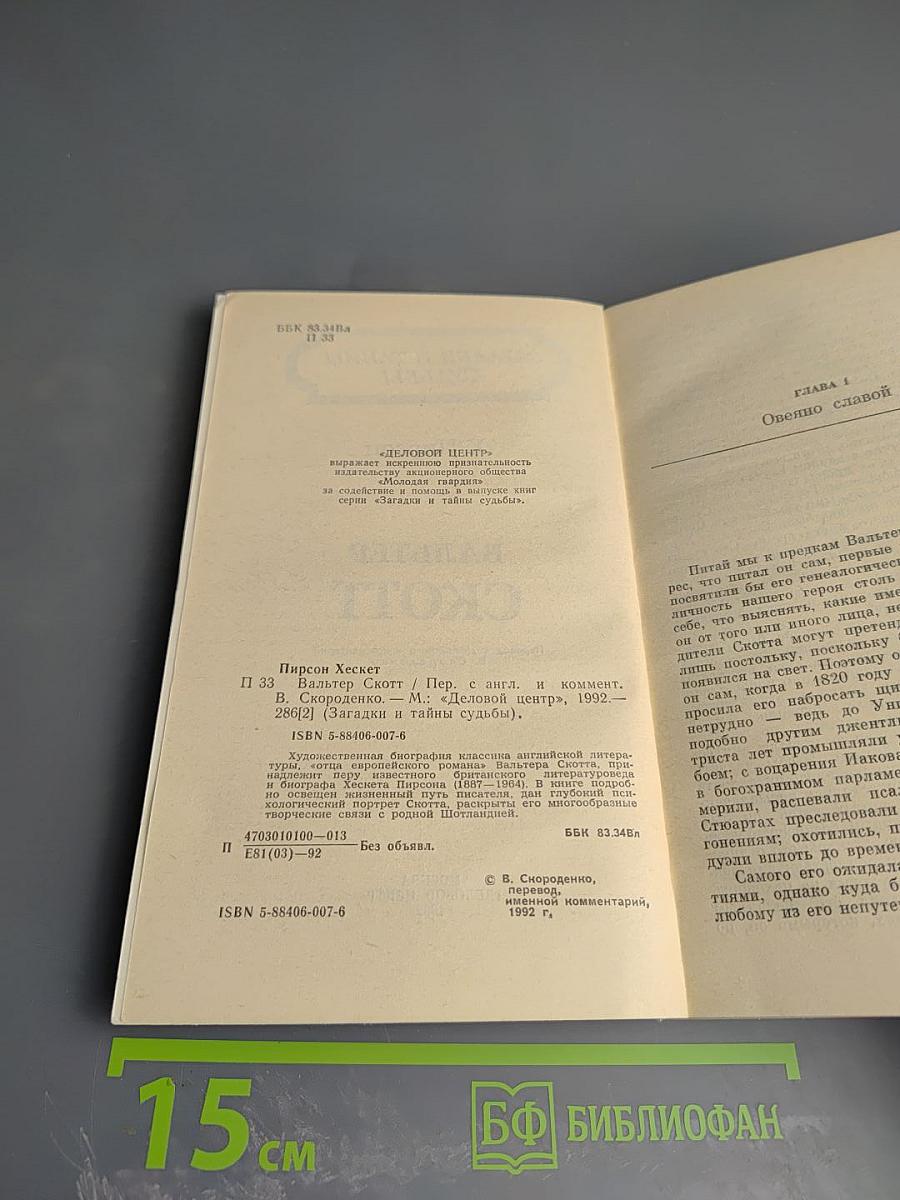 ББК 83.34Вл
П 33
«ДЕЛОВОЙ ЦЕНТР»
выражает искреннюю признательность
издательству акционерного общества
«Молодая гвардия»
за содействие и помощь в выпуске книг
серии «Загадки и тайны судьбы».
Пирсон Хескет
П 33 Вальтер Скотт / Пер. с англ. и коммент.
В. Скороденко. — М.: «Деловой центр», 1992.—
286[2] (Загадки и тайны судьбы).
ISBN 5-88406-007-6
Художественная биография классика английской литера-
туры, «отца европейского романа» Вальтера Скотта, при-
надлежит перу известного британского литературоведа
и биографа Хескета Пирсона (1887—1964). В книге подроб-
но освещен жизненный путь писателя, дан глубокий пси-
хологический портрет Скотта, раскрыты его многообразные
творческие связи с родной Шотландией.
П 4703010100—013
Е81(03)—92 Без объявл.
ББК 83.34Вл
© В. Скороденко,
перевод,
именной комментарий,
1992 г.
ISBN 5-88406-007-6
ГЛАВА 1
Овеяно славой
Питай мы к предкам Вальтер
рес, что питал он сам, первые
посвятили бы его генеалогическ
личность нашего героя столь
себе, что выяснять, какие име
он от того или иного лица, не
дители Скотта могут претенд
лишь постольку, поскольку
появился на свет. Поэтому о
он сам, когда в 1820 году
просила его набросать щи
нетрудно — ведь до Уни
подобно другим джентл
триста лет промышляли
боем; с воцарения Иакова
в богохранимом парламе
мерили, распевали пса
Стюартах преследовали
гонениям; охотились, п
дуэли вплоть до времен
Самого его ожидала
тиями, однако куда б
любому из его непуте
15 см
БФ БИБЛИОФАН